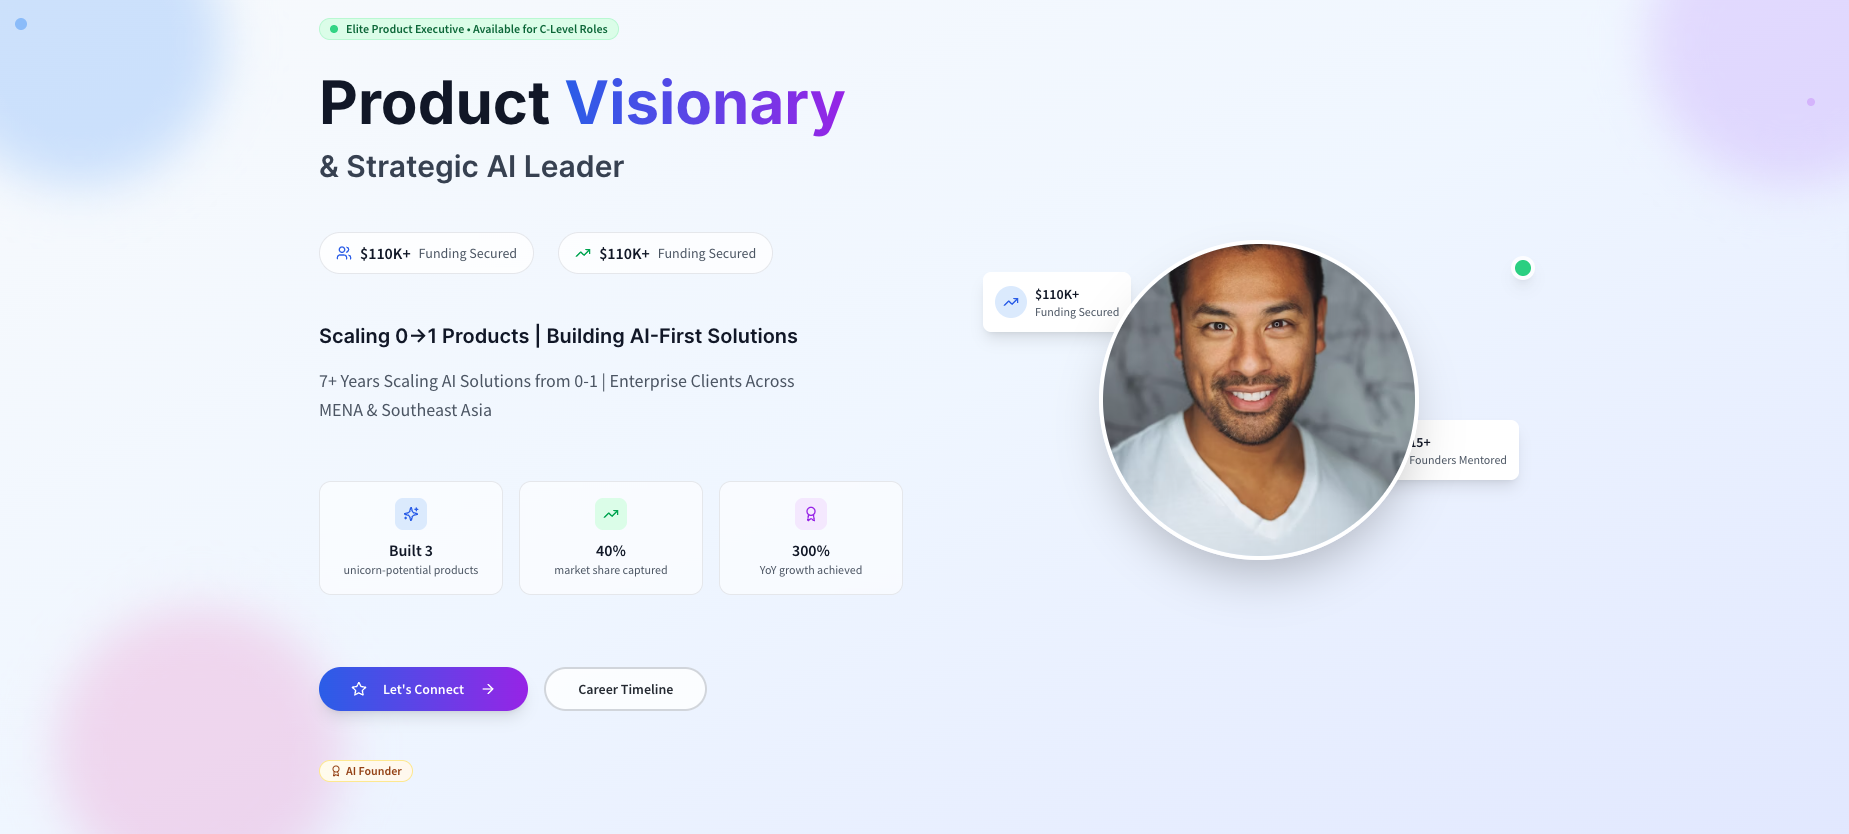 Elite Product Executive • Available for C-Level Roles
Product Visionary
& Strategic AI Leader
$110K+ Funding Secured
$110K+ Funding Secured
Scaling 0→1 Products | Building AI-First Solutions
7+ Years Scaling AI Solutions from 0-1 | Enterprise Clients Across
MENA & Southeast Asia
Built 3
unicorn-potential products
40%
market share captured
300%
YoY growth achieved
Let's Connect →
Career Timeline
AI Founder
$110K+
Funding Secured
15+
Founders Mentored